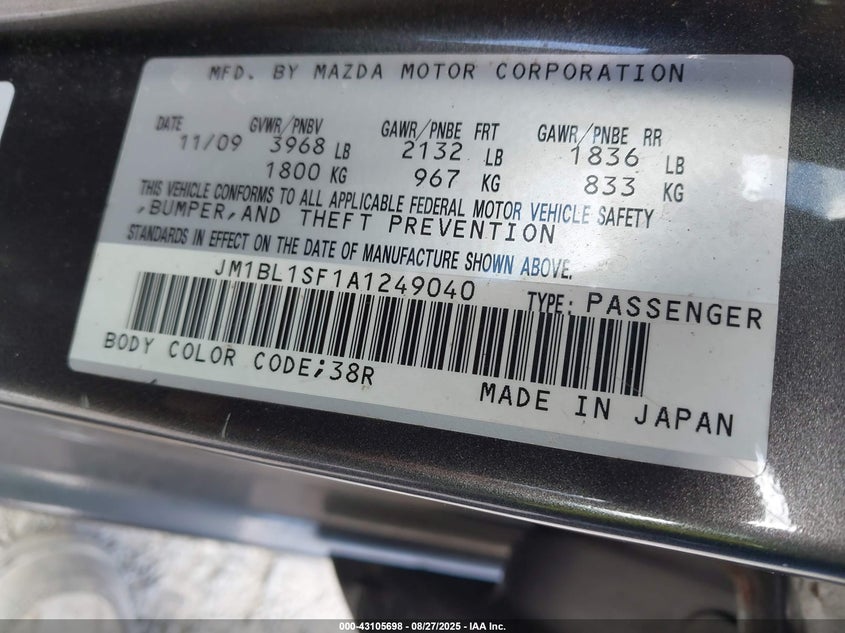 MFD. BY MAZDA MOTOR CORPORATION
DATE GVWR/PNBV GAWR/PNBE FRT GAWR/PNBE RR
11/09 3968 LB 2132 LB 1836 LB
1800 KG 967 KG 833 KG
THIS VEHICLE CONFORMS TO ALL APPLICABLE FEDERAL MOTOR VEHICLE SAFETY
,BUMPER,AND THEFT PREVENTION
STANDARDS IN EFFECT ON THE DATE OF MANUFACTURE SHOWN ABOVE.
JM1BL1SF1A1249040 TYPE: PASSENGER
BODY COLOR CODE;38R
MADE IN JAPAN
000-43105698 - 08/27/2025 - IAA Inc.